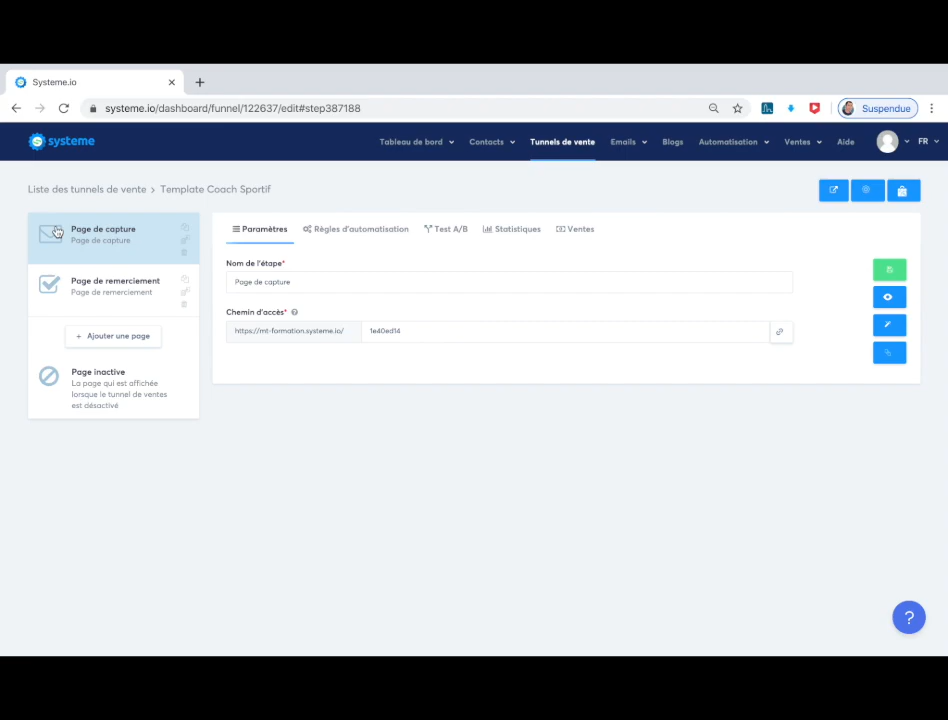 Systeme.io
systeme.io/dashboard/funnel/122637/edit#step387188
Suspendue
systeme
Tableau de bord
Contacts
Tunnels de vente
Emails
Blogs
Automatisation
Ventes
Aide
FR
Liste des tunnels de vente > Template Coach Sportif
Page de capture
Page de capture
Page de remerciement
Page de remerciement
+ Ajouter une page
Page inactive
La page qui est affichée
lorsque le tunnel de ventes
est désactivé
Paramètres
Règles d'automatisation
Test A/B
Statistiques
Ventes
Nom de l'étape*
Page de capture
Chemin d'accès*
https://mt-formation.systeme.io/
1e40ed14
?